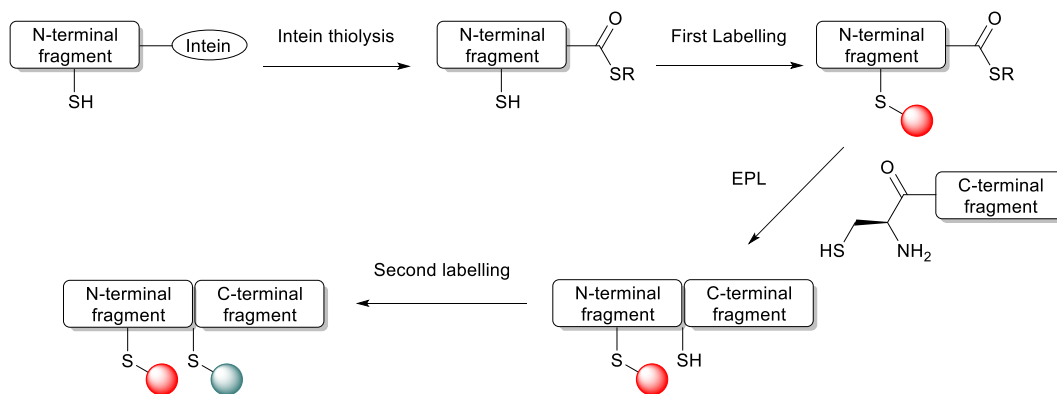 N-terminal
fragment
Intein
SH
Intein thiolysis
N-terminal
fragment
O
SR
SH
First Labelling
N-terminal
fragment
O
SR
S
EPL
O
C-terminal
fragment
HS
NH₂
N-terminal
fragment
C-terminal
fragment
S
S
Second labelling
N-terminal
fragment
C-terminal
fragment
S
SH